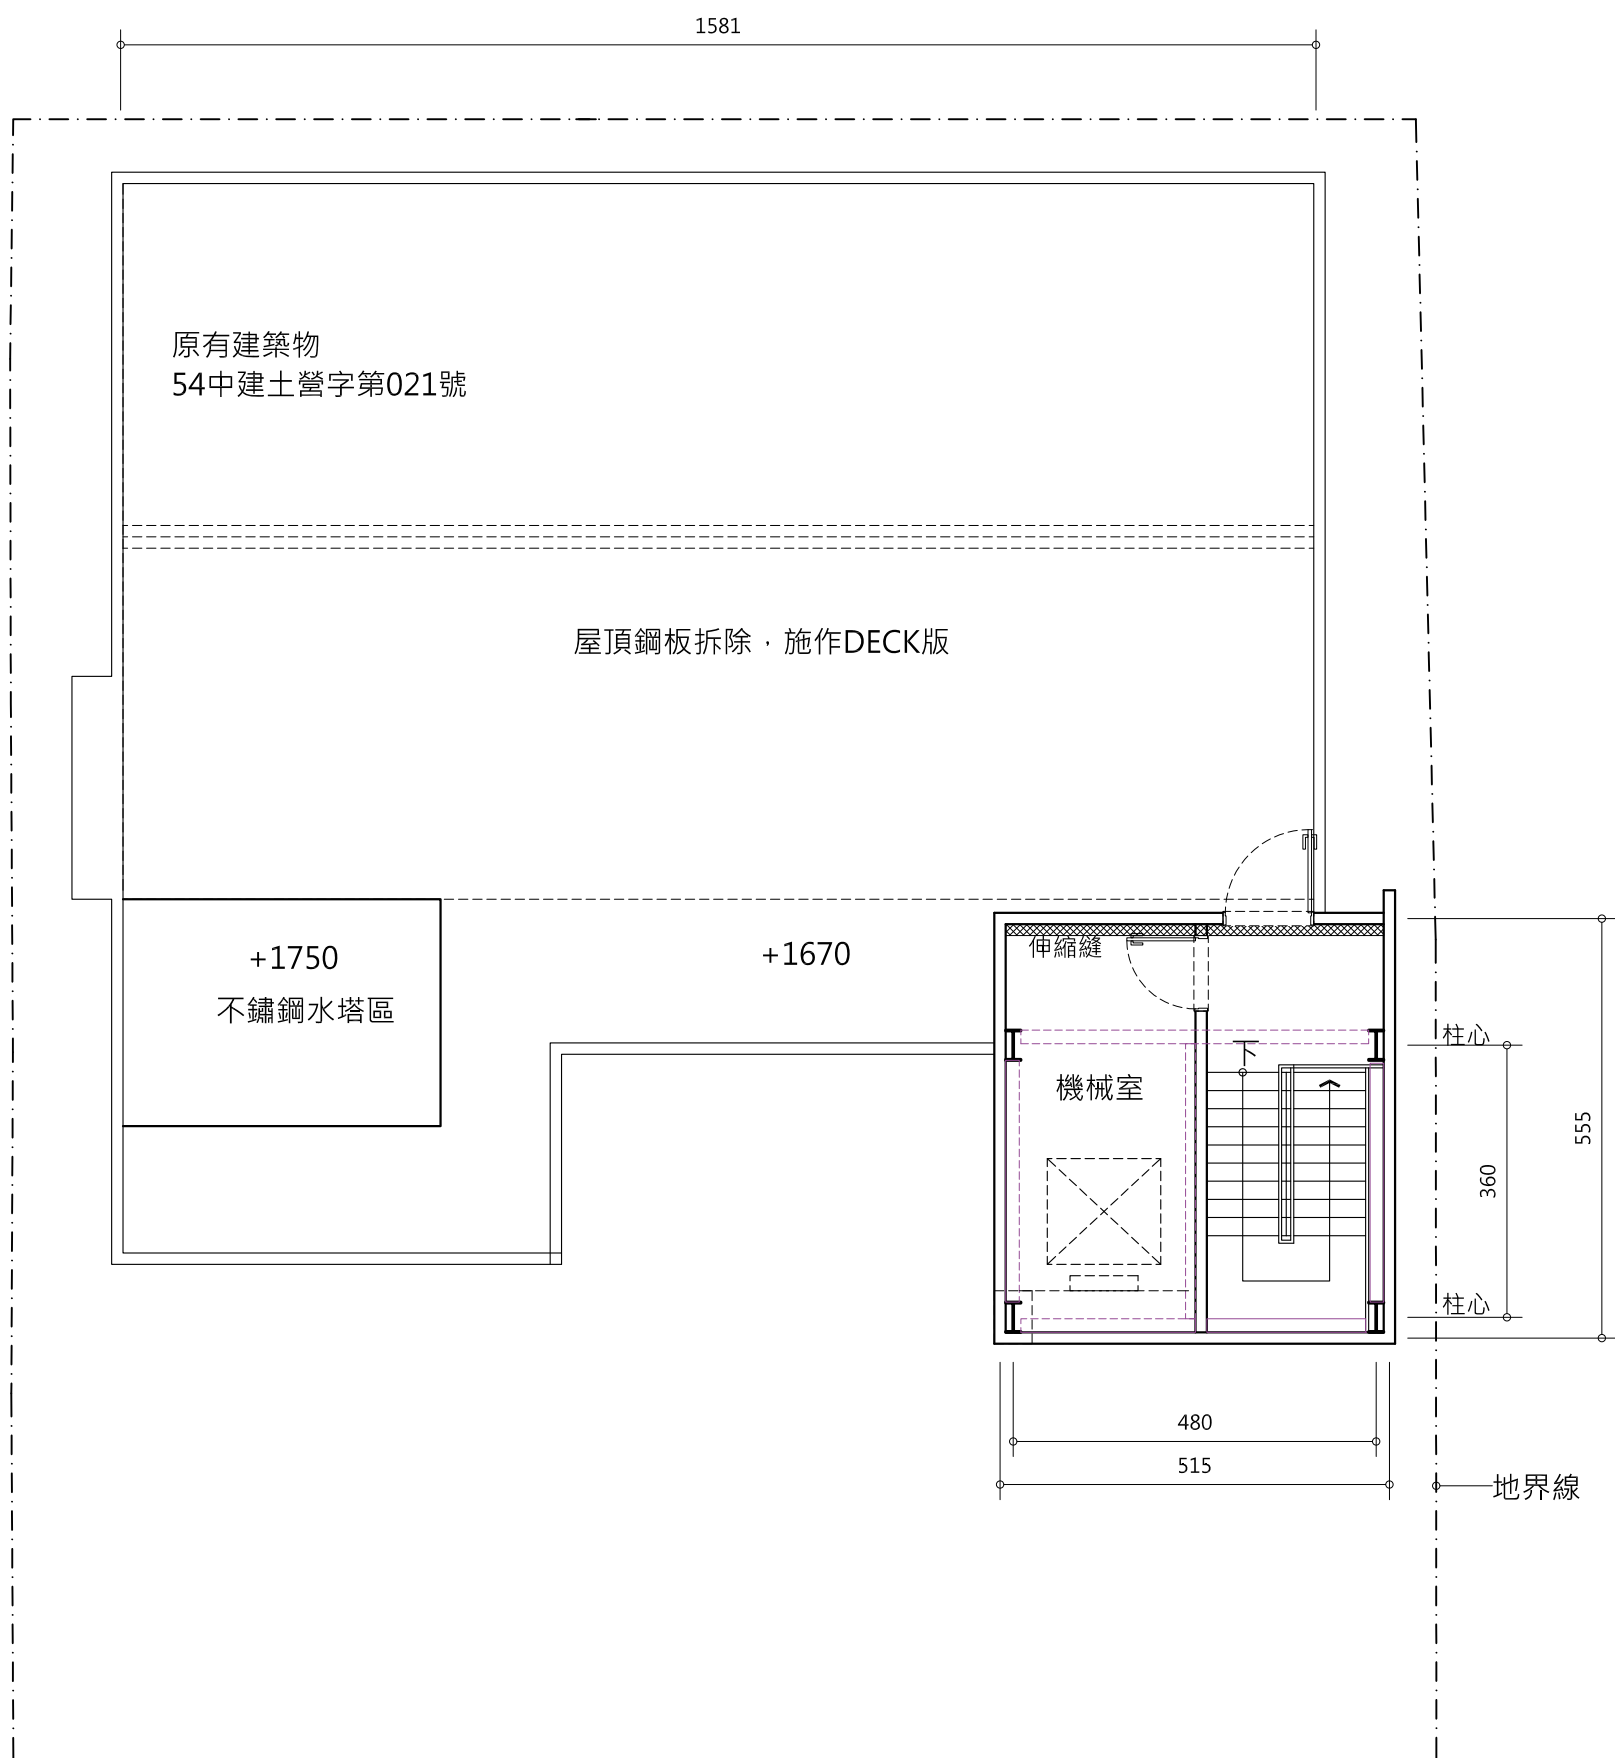 1581
原有建築物
54中建土營字第021號
屋頂鋼板拆除，施作DECK版
+1750
不鏽鋼水塔區
+1670
伸縮縫
機械室
下
柱心
柱心
360
555
480
515
地界線